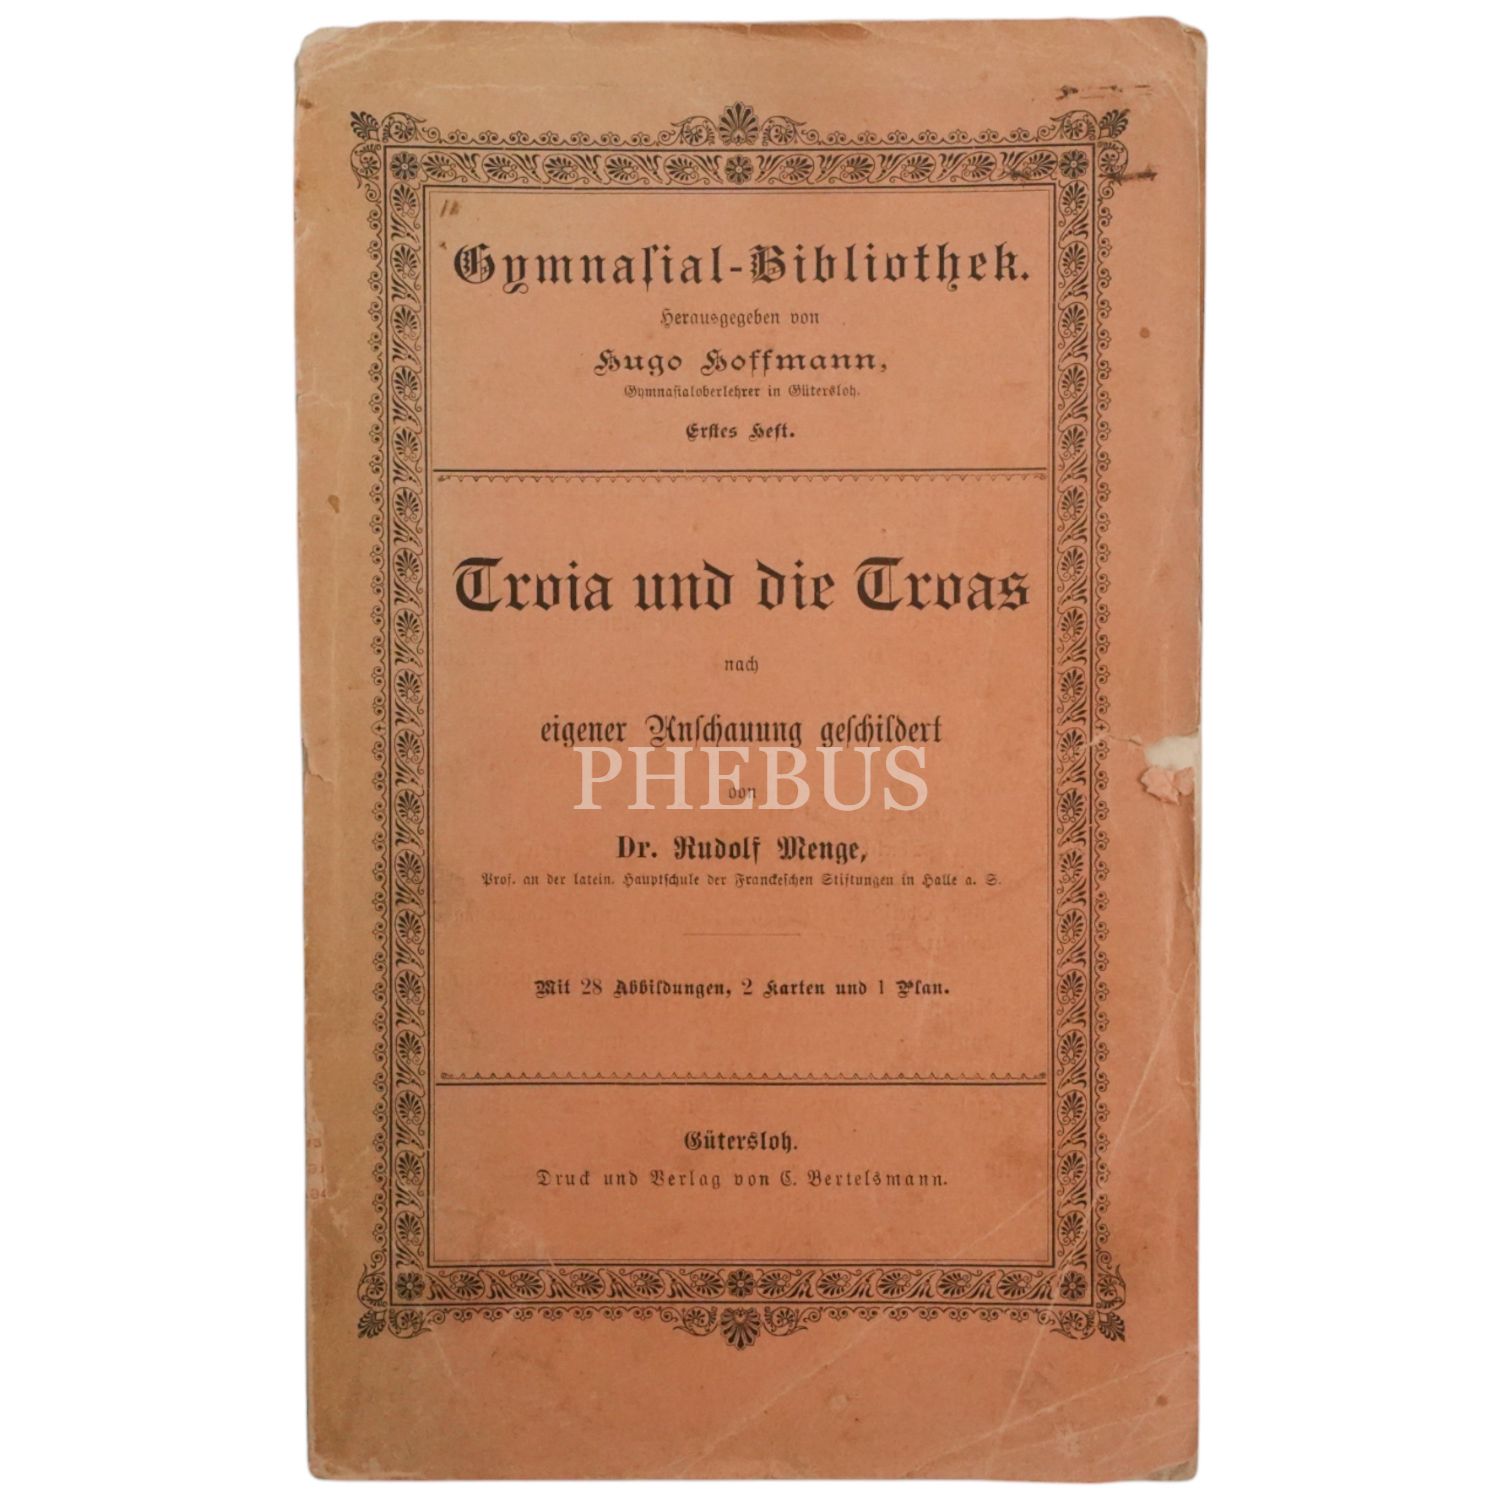 Gymnasial-Bibliothek.
Herausgegeben von
Hugo Hoffmann,
Gymnasialoberlehrer in Gütersloh.
Erstes Heft.
Troia und die Troas
nach
eigener Anschauung geschildert
PHEBUS
von
Dr. Rudolf Menge,
Prof. an der latein. Hauptschule der Franckeschen Stiftungen in Halle a. S.
Mit 28 Abbildungen, 2 Karten und 1 Plan.
Gütersloh.
Druck und Verlag von C. Bertelsmann.